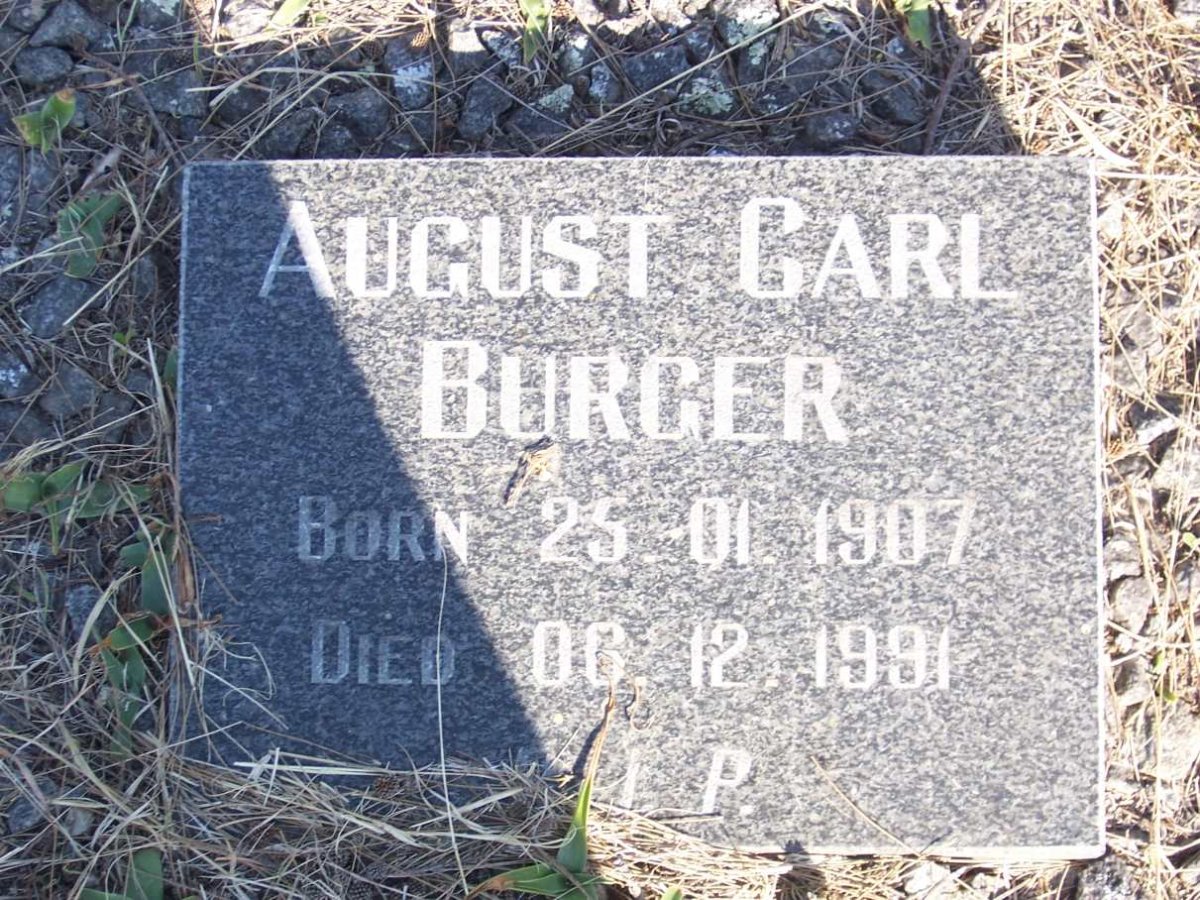 AUGUST CARL
BURGER
BORN 25.01.1907
DIED 06.12.1991
I P.